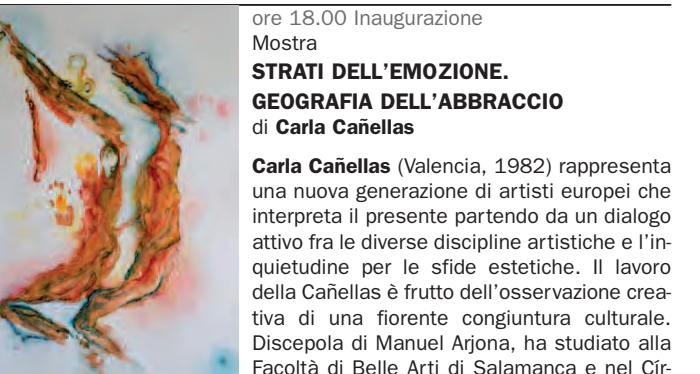 ore 18.00 Inaugurazione
Mostra
STRATI DELL'EMOZIONE.
GEOGRAFIA DELL'ABBRACCIO
di Carla Cañellas
Carla Cañellas (Valencia, 1982) rappresenta
una nuova generazione di artisti europei che
interpreta il presente partendo da un dialogo
attivo fra le diverse discipline artistiche e l'in-
quietudine per le sfide estetiche. Il lavoro
della Cañellas è frutto dell'osservazione crea-
tiva di una fiorente congiuntura culturale.
Discepola di Manuel Arjona, ha studiato alla
Facoltà di Belle Arti di Salamanca e nel Cír-